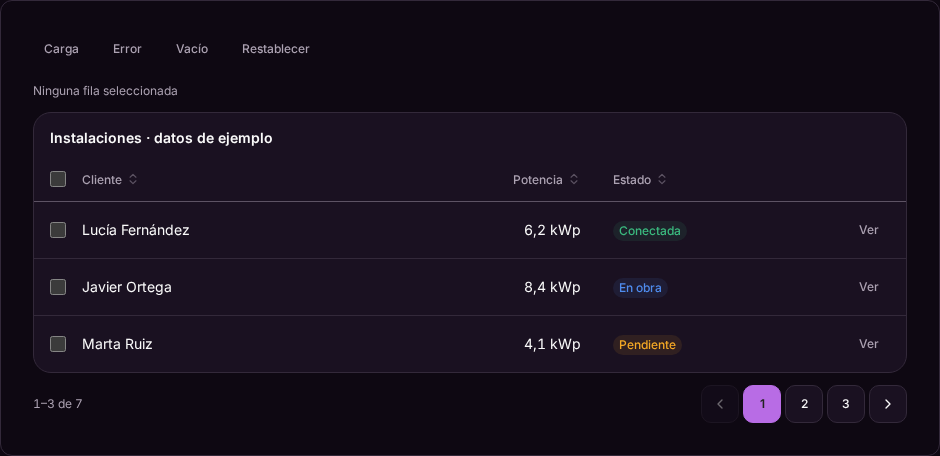 Carga Error Vacío Restablecer
Ninguna fila seleccionada
Instalaciones · datos de ejemplo
Cliente Potencia Estado
Lucía Fernández 6,2 kWp Conectada Ver
Javier Ortega 8,4 kWp En obra Ver
Marta Ruiz 4,1 kWp Pendiente Ver
1–3 de 7 1 2 3